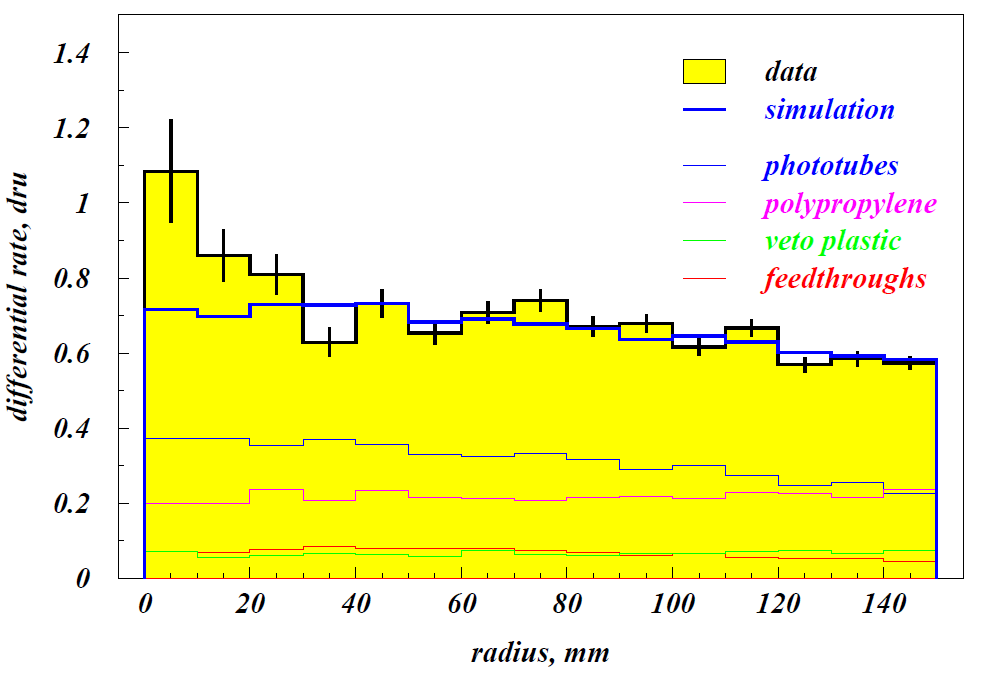 data
simulation
phototubes
polypropylene
veto plastic
feedthroughs
differential rate, dru
1.4
1.2
1
0.8
0.6
0.4
0.2
0
0 20 40 60 80 100 120 140
radius, mm